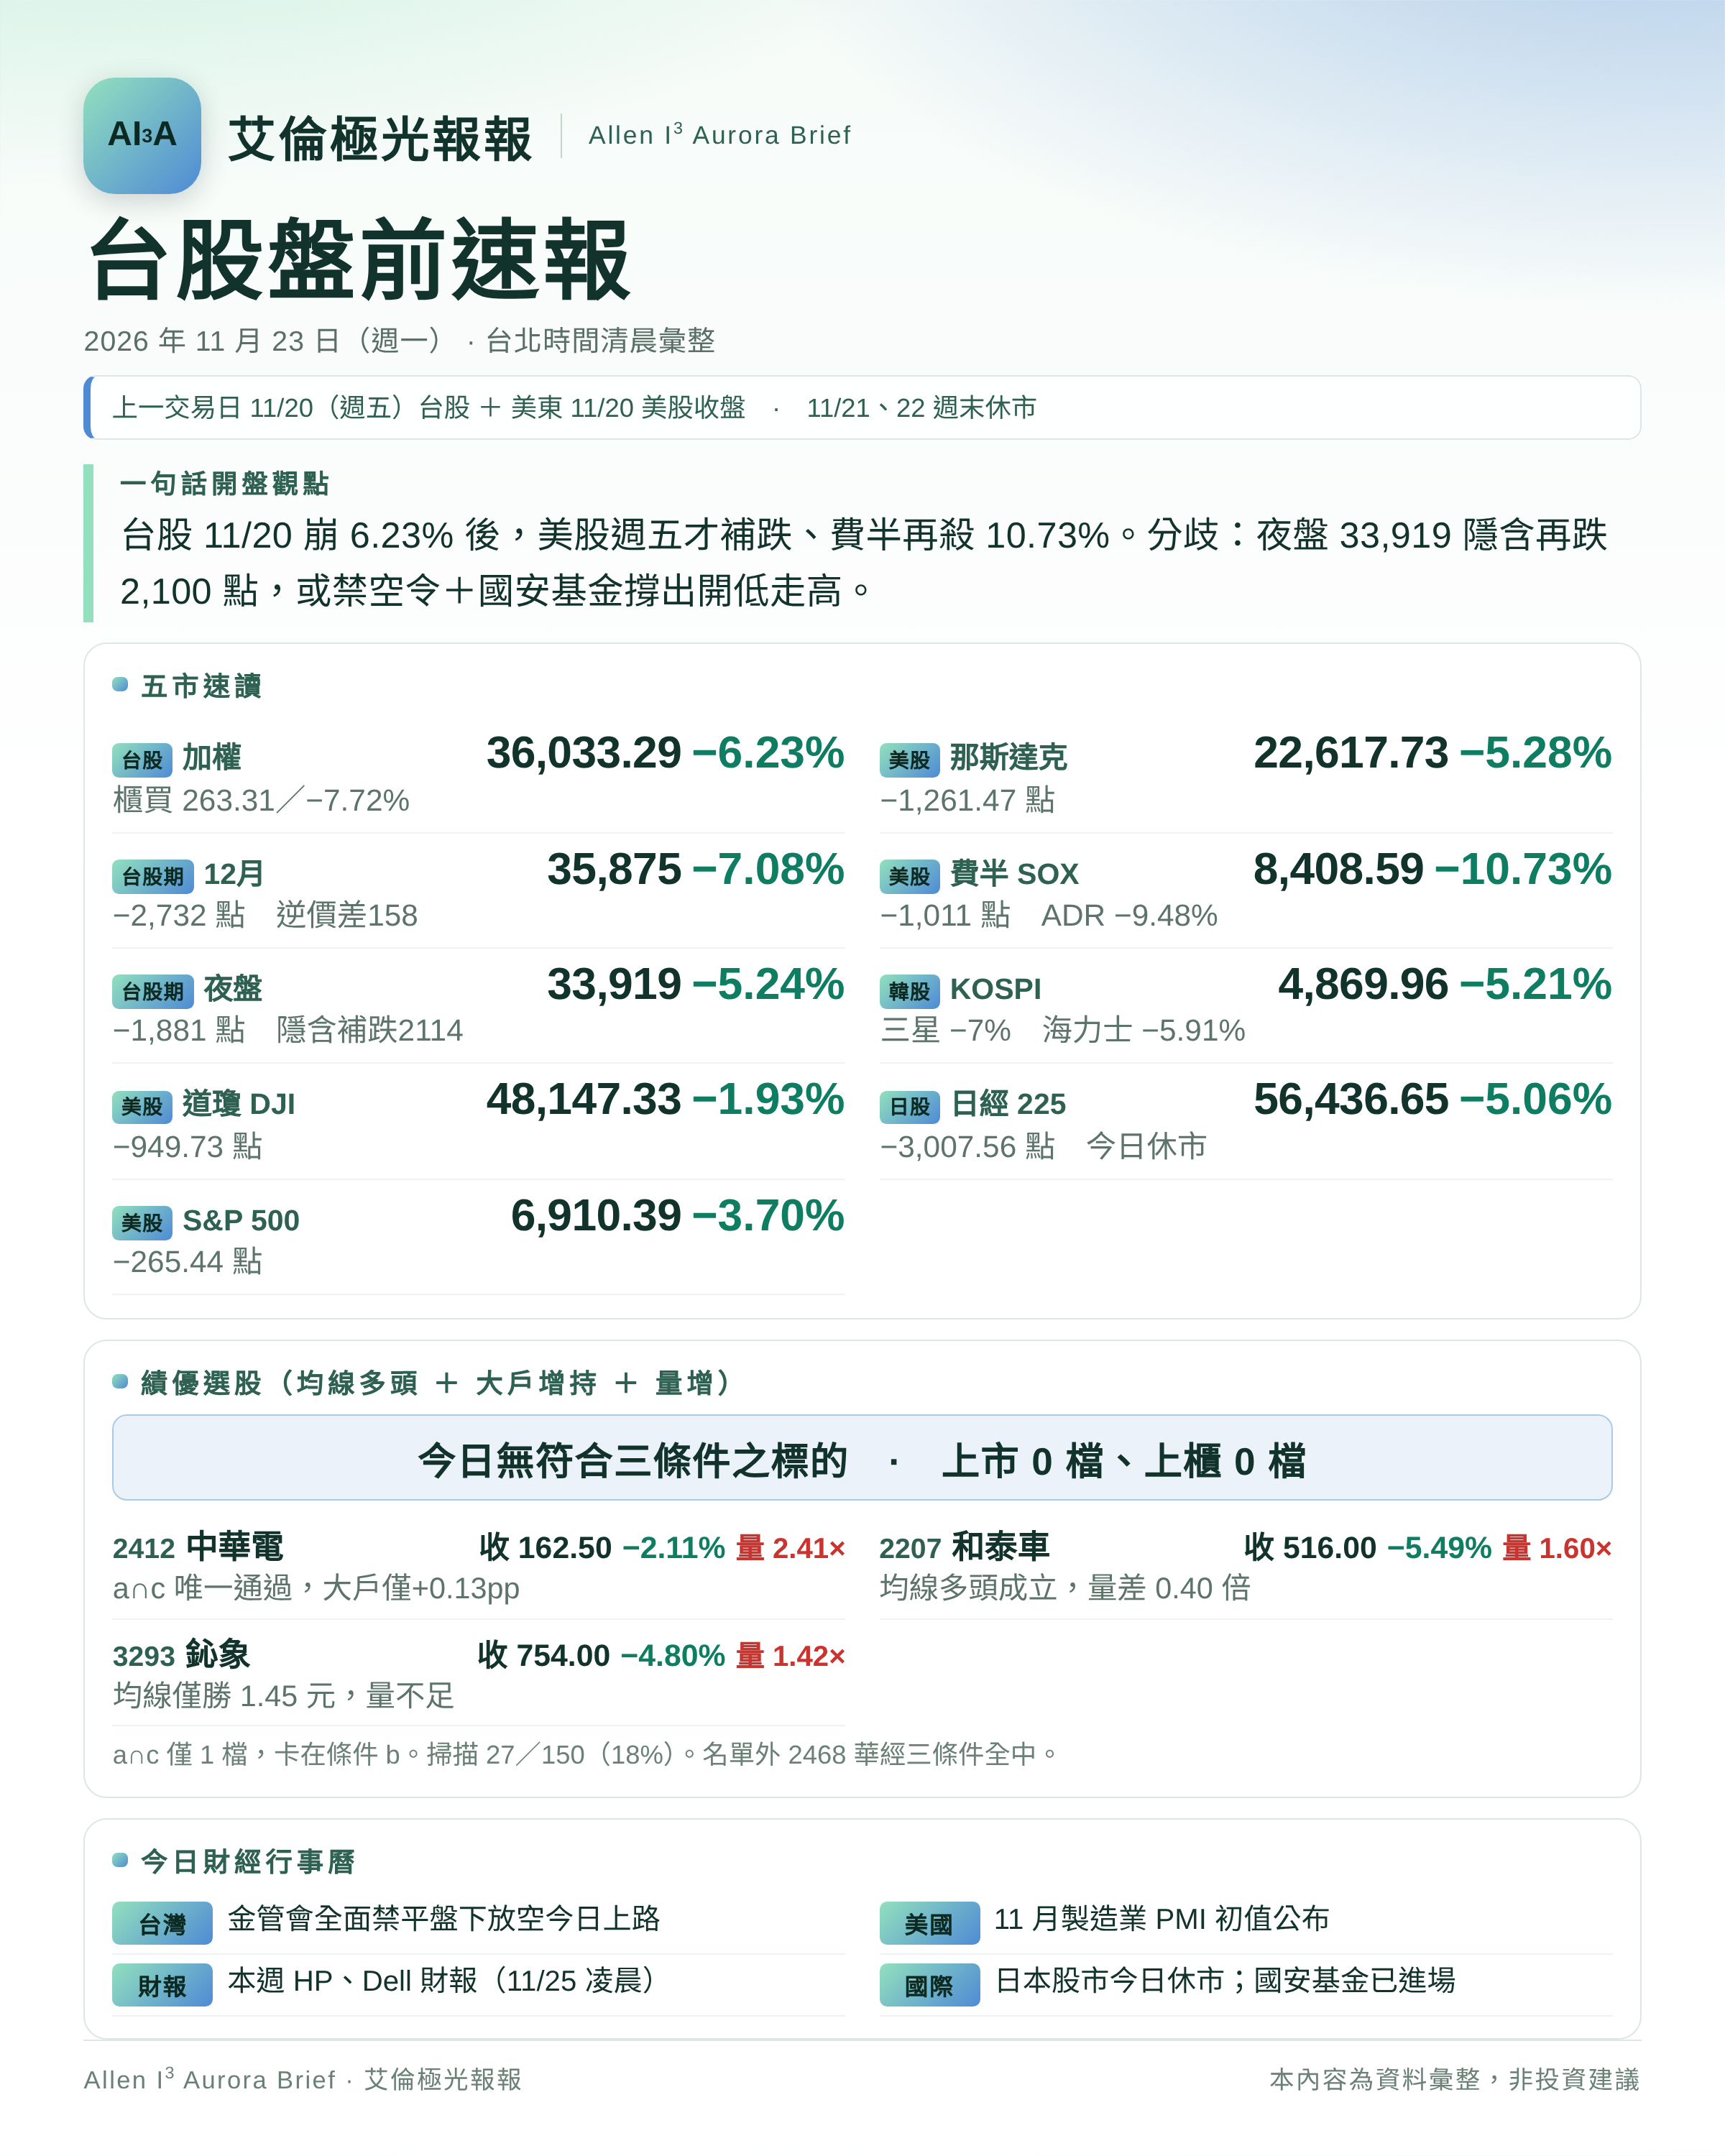 AI3A
艾倫極光報報
Allen I3 Aurora Brief
台股盤前速報
2026 年 11 月 23 日（週一） · 台北時間清晨彙整
上一交易日 11/20（週五）台股 ＋ 美東 11/20 美股收盤　·　11/21、22 週末休市
一句話開盤觀點
台股 11/20 崩 6.23% 後，美股週五才補跌、費半再殺 10.73%。分歧：夜盤 33,919 隱含再跌
2,100 點，或禁空令＋國安基金撐出開低走高。
五市速讀
台股 加權 36,033.29 −6.23%
櫃買 263.31／−7.72%
美股 那斯達克 22,617.73 −5.28%
−1,261.47 點
台股期 12月 35,875 −7.08%
−2,732 點　逆價差158
美股 費半 SOX 8,408.59 −10.73%
−1,011 點　ADR −9.48%
台股期 夜盤 33,919 −5.24%
−1,881 點　隱含補跌2114
韓股 KOSPI 4,869.96 −5.21%
三星 −7%　海力士 −5.91%
美股 道瓊 DJI 48,147.33 −1.93%
−949.73 點
日股 日經 225 56,436.65 −5.06%
−3,007.56 點　今日休市
美股 S&P 500 6,910.39 −3.70%
−265.44 點
績優選股（均線多頭 ＋ 大戶增持 ＋ 量增）
今日無符合三條件之標的　·　上市 0 檔、上櫃 0 檔
2412 中華電 收 162.50 −2.11% 量 2.41×
a∩c 唯一通過，大戶僅+0.13pp
2207 和泰車 收 516.00 −5.49% 量 1.60×
均線多頭成立，量差 0.40 倍
3293 鈊象 收 754.00 −4.80% 量 1.42×
均線僅勝 1.45 元，量不足
a∩c 僅 1 檔，卡在條件 b。掃描 27／150（18%）。名單外 2468 華經三條件全中。
今日財經行事曆
台灣 金管會全面禁平盤下放空今日上路
美國 11 月製造業 PMI 初值公布
財報 本週 HP、Dell 財報（11/25 凌晨）
國際 日本股市今日休市；國安基金已進場
Allen I3 Aurora Brief · 艾倫極光報報
本內容為資料彙整，非投資建議